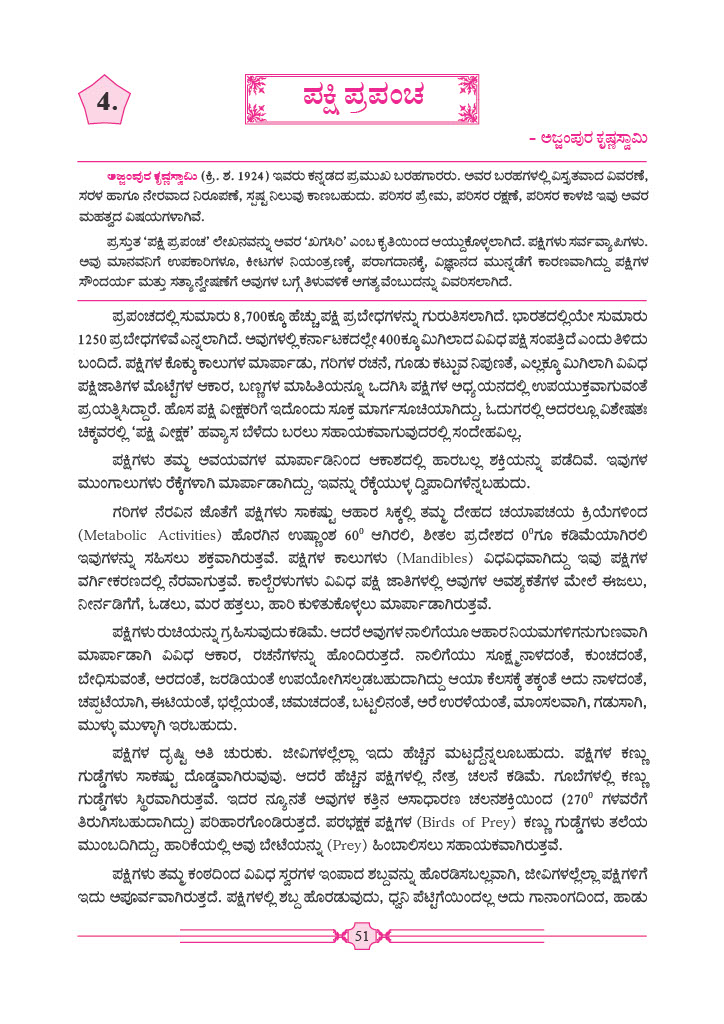 4.
ಪಕ್ಷಿ ಪ್ರಪಂಚ
– ಅಜ್ಜಂಪುರ ಕೃಷ್ಣಸ್ವಾಮಿ
ಅಜ್ಜಂಪುರ ಕೃಷ್ಣಸ್ವಾಮಿ (ಕ್ರಿ. ಶ. 1924) ಇವರು ಕನ್ನಡದ ಪ್ರಮುಖ ಬರಹಗಾರರು. ಅವರ ಬರಹಗಳಲ್ಲಿ ವಿಸ್ತೃತವಾದ ವಿವರಣೆ,
ಸರಳ ಹಾಗೂ ನೇರವಾದ ನಿರೂಪಣೆ, ಸ್ಪಷ್ಟ ನಿಲುವು ಕಾಣಬಹುದು. ಪರಿಸರ ಪ್ರೇಮ, ಪರಿಸರ ರಕ್ಷಣೆ, ಪರಿಸರ ಕಾಳಜಿ ಇವು ಅವರ
ಮಹತ್ವದ ವಿಷಯಗಳಾಗಿವೆ.
ಪ್ರಸ್ತುತ ‘ಪಕ್ಷಿ ಪ್ರಪಂಚ’ ಲೇಖನವನ್ನು ಅವರ ‘ಖಗಸಿರಿ’ ಎಂಬ ಕೃತಿಯಿಂದ ಆಯ್ದುಕೊಳ್ಳಲಾಗಿದೆ. ಪಕ್ಷಿಗಳು ಸರ್ವವ್ಯಾಪಿಗಳು.
ಅವು ಮಾನವನಿಗೆ ಉಪಕಾರಿಗಳೂ, ಕೀಟಗಳ ನಿಯಂತ್ರಣಕ್ಕೆ, ಪರಾಗದಾನಕ್ಕೆ, ವಿಜ್ಞಾನದ ಮುನ್ನಡೆಗೆ ಕಾರಣವಾಗಿದ್ದು ಪಕ್ಷಿಗಳ
ಸೌಂದರ್ಯ ಮತ್ತು ಸತ್ಯಾನ್ವೇಷಣೆಗೆ ಅವುಗಳ ಬಗ್ಗೆ ತಿಳುವಳಿಕೆ ಅಗತ್ಯವೆಂಬುದನ್ನು ವಿವರಿಸಲಾಗಿದೆ.
ಪ್ರಪಂಚದಲ್ಲಿ ಸುಮಾರು 8,700ಕ್ಕೂ ಹೆಚ್ಚು ಪಕ್ಷಿ ಪ್ರಬೇಧಗಳನ್ನು ಗುರುತಿಸಲಾಗಿದೆ. ಭಾರತದಲ್ಲಿಯೇ ಸುಮಾರು
1250 ಪ್ರಬೇಧಗಳಿವೆ ಎನ್ನಲಾಗಿದೆ. ಅವುಗಳಲ್ಲಿ ಕರ್ನಾಟಕದಲ್ಲೇ 400ಕ್ಕೂ ಮಿಗಿಲಾದ ವಿವಿಧ ಪಕ್ಷಿ ಸಂಪತ್ತಿದೆ ಎಂದು ತಿಳಿದು
ಬಂದಿದೆ. ಪಕ್ಷಿಗಳ ಕೊಕ್ಕು ಕಾಲುಗಳ ಮಾರ್ಪಾಡು, ಗರಿಗಳ ರಚನೆ, ಗೂಡು ಕಟ್ಟುವ ನಿಪುಣತೆ, ಎಲ್ಲಕ್ಕೂ ಮಿಗಿಲಾಗಿ ವಿವಿಧ
ಪಕ್ಷಿಜಾತಿಗಳ ಮೊಟ್ಟೆಗಳ ಆಕಾರ, ಬಣ್ಣಗಳ ಮಾಹಿತಿಯನ್ನೂ ಒದಗಿಸಿ ಪಕ್ಷಿಗಳ ಅಧ್ಯಯನದಲ್ಲಿ ಉಪಯುಕ್ತವಾಗುವಂತೆ
ಪ್ರಯತ್ನಿಸಿದ್ದಾರೆ. ಹೊಸ ಪಕ್ಷಿ ವೀಕ್ಷಕರಿಗೆ ಇದೊಂದು ಸೂಕ್ತ ಮಾರ್ಗಸೂಚಿಯಾಗಿದ್ದು, ಓದುಗರಲ್ಲಿ ಅದರಲ್ಲೂ ವಿಶೇಷತಃ
ಚಿಕ್ಕವರಲ್ಲಿ ‘ಪಕ್ಷಿ ವೀಕ್ಷಕ’ ಹವ್ಯಾಸ ಬೆಳೆದು ಬರಲು ಸಹಾಯಕವಾಗುವುದರಲ್ಲಿ ಸಂದೇಹವಿಲ್ಲ.
ಪಕ್ಷಿಗಳು ತಮ್ಮ ಅವಯವಗಳ ಮಾರ್ಪಾಡಿನಿಂದ ಆಕಾಶದಲ್ಲಿ ಹಾರಬಲ್ಲ ಶಕ್ತಿಯನ್ನು ಪಡೆದಿವೆ. ಇವುಗಳ
ಮುಂಗಾಲುಗಳು ರೆಕ್ಕೆಗಳಾಗಿ ಮಾರ್ಪಾಡಾಗಿದ್ದು, ಇವನ್ನು ರೆಕ್ಕೆಯುಳ್ಳ ದ್ವಿಪಾದಿಗಳೆನ್ನಬಹುದು.
ಗರಿಗಳ ನೆರವಿನ ಜೊತೆಗೆ ಪಕ್ಷಿಗಳು ಸಾಕಷ್ಟು ಆಹಾರ ಸಿಕ್ಕಲ್ಲಿ ತಮ್ಮ ದೇಹದ ಚಯಾಪಚಯ ಕ್ರಿಯೆಗಳಿಂದ
(Metabolic Activities) ಹೊರಗಿನ ಉಷ್ಣಾಂಶ 60⁰ ಆಗಿರಲಿ, ಶೀತಲ ಪ್ರದೇಶದ 0⁰ಗೂ ಕಡಿಮೆಯಾಗಿರಲಿ
ಇವುಗಳನ್ನು ಸಹಿಸಲು ಶಕ್ತವಾಗಿರುತ್ತವೆ. ಪಕ್ಷಿಗಳ ಕಾಲುಗಳು (Mandibles) ವಿಧವಿಧವಾಗಿದ್ದು ಇವು ಪಕ್ಷಿಗಳ
ವರ್ಗೀಕರಣದಲ್ಲಿ ನೆರವಾಗುತ್ತವೆ. ಕಾಲ್ಬೆರಳುಗಳು ವಿವಿಧ ಪಕ್ಷಿ ಜಾತಿಗಳಲ್ಲಿ ಅವುಗಳ ಅವಶ್ಯಕತೆಗಳ ಮೇಲೆ ಈಜಲು,
ನೀರ್ನಡಿಗೆಗೆ, ಓಡಲು, ಮರ ಹತ್ತಲು, ಹಾರಿ ಕುಳಿತುಕೊಳ್ಳಲು ಮಾರ್ಪಾಡಾಗಿರುತ್ತವೆ.
ಪಕ್ಷಿಗಳು ರುಚಿಯನ್ನು ಗ್ರಹಿಸುವುದು ಕಡಿಮೆ. ಆದರೆ ಅವುಗಳ ನಾಲಿಗೆಯೂ ಆಹಾರ ನಿಯಮಗಳಿಗನುಗುಣವಾಗಿ
ಮಾರ್ಪಾಡಾಗಿ ವಿವಿಧ ಆಕಾರ, ರಚನೆಗಳನ್ನು ಹೊಂದಿರುತ್ತದೆ. ನಾಲಿಗೆಯು ಸೂಕ್ಷ್ಮನಾಳದಂತೆ, ಕುಂಚದಂತೆ,
ಬೇಧಿಸುವಂತೆ, ಅರದಂತೆ, ಜರಡಿಯಂತೆ ಉಪಯೋಗಿಸಲ್ಪಡಬಹುದಾಗಿದ್ದು ಆಯಾ ಕೆಲಸಕ್ಕೆ ತಕ್ಕಂತೆ ಅದು ನಾಳದಂತೆ,
ಚಪ್ಪಟೆಯಾಗಿ, ಈಟಿಯಂತೆ, ಭಲ್ಲೆಯಂತೆ, ಚಮಚದಂತೆ, ಬಟ್ಟಲಿನಂತೆ, ಅರೆ ಉರಳೆಯಂತೆ, ಮಾಂಸಲವಾಗಿ, ಗಡುಸಾಗಿ,
ಮುಳ್ಳು ಮುಳ್ಳಾಗಿ ಇರಬಹುದು.
ಪಕ್ಷಿಗಳ ದೃಷ್ಟಿ ಅತಿ ಚುರುಕು. ಜೀವಿಗಳಲ್ಲೆಲ್ಲಾ ಇದು ಹೆಚ್ಚಿನ ಮಟ್ಟದ್ದೆನ್ನಲೂಬಹುದು. ಪಕ್ಷಿಗಳ ಕಣ್ಣು
ಗುಡ್ಡೆಗಳು ಸಾಕಷ್ಟು ದೊಡ್ಡವಾಗಿರುವುವು. ಆದರೆ ಹೆಚ್ಚಿನ ಪಕ್ಷಿಗಳಲ್ಲಿ ನೇತ್ರ ಚಲನೆ ಕಡಿಮೆ. ಗೂಬೆಗಳಲ್ಲಿ ಕಣ್ಣು
ಗುಡ್ಡೆಗಳು ಸ್ಥಿರವಾಗಿರುತ್ತವೆ. ಇದರ ನ್ಯೂನತೆ ಅವುಗಳ ಕತ್ತಿನ ಅಸಾಧಾರಣ ಚಲನಶಕ್ತಿಯಿಂದ (270⁰ ಗಳವರೆಗೆ
ತಿರುಗಿಸಬಹುದಾಗಿದ್ದು) ಪರಿಹಾರಗೊಂಡಿರುತ್ತದೆ. ಪರಭಕ್ಷಕ ಪಕ್ಷಿಗಳ (Birds of Prey) ಕಣ್ಣು ಗುಡ್ಡೆಗಳು ತಲೆಯ
ಮುಂಬದಿಗಿದ್ದು, ಹಾರಿಕೆಯಲ್ಲಿ ಅವು ಬೇಟೆಯನ್ನು (Prey) ಹಿಂಬಾಲಿಸಲು ಸಹಾಯಕವಾಗಿರುತ್ತವೆ.
ಪಕ್ಷಿಗಳು ತಮ್ಮ ಕಂಠದಿಂದ ವಿವಿಧ ಸ್ವರಗಳ ಇಂಪಾದ ಶಬ್ದವನ್ನು ಹೊರಡಿಸಬಲ್ಲವಾಗಿ, ಜೀವಿಗಳಲ್ಲೆಲ್ಲಾ ಪಕ್ಷಿಗಳಿಗೆ
ಇದು ಅಪೂರ್ವವಾಗಿರುತ್ತದೆ. ಪಕ್ಷಿಗಳಲ್ಲಿ ಶಬ್ದ ಹೊರಡುವುದು, ಧ್ವನಿ ಪೆಟ್ಟಿಗೆಯಿಂದಲ್ಲ ಅದು ಗಾನಾಂಗದಿಂದ, ಹಾಡು
51